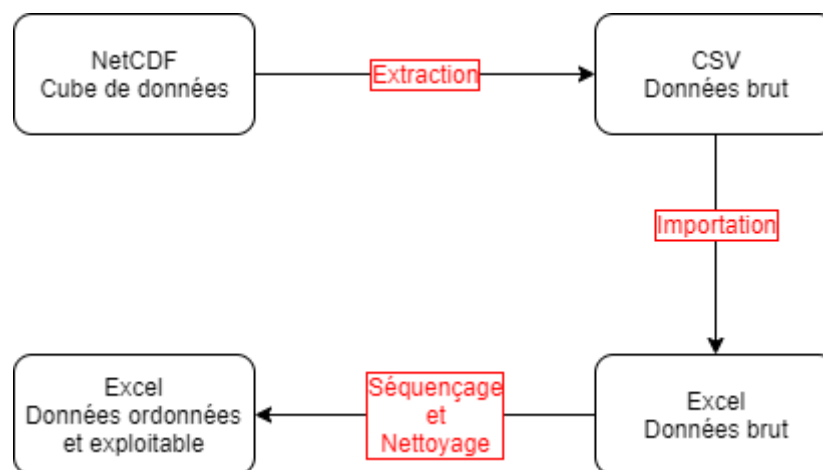 NetCDF
Cube de données
Extraction
CSV
Données brut
Importation
Excel
Données brut
Séquençage
et
Nettoyage
Excel
Données ordonnées
et exploitable